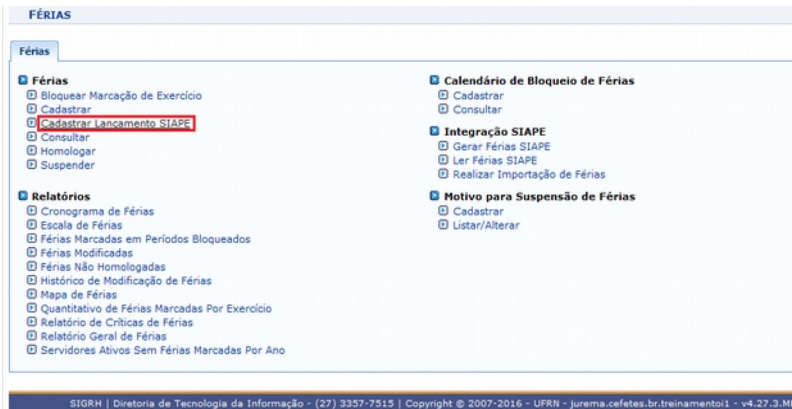 FÉRIAS
Férias
Férias
Bloquear Marcação de Exercício
Cadastrar
Cadastrar Lançamento SIAPE
Consultar
Homologar
Suspender
Relatórios
Cronograma de Férias
Escala de Férias
Férias Marcadas em Períodos Bloqueados
Férias Modificadas
Férias Não Homologadas
Histórico de Modificação de Férias
Mapa de Férias
Quantitativo de Férias Marcadas Por Exercício
Relatório de Críticas de Férias
Relatório Geral de Férias
Servidores Ativos Sem Férias Marcadas Por Ano
Calendário de Bloqueio de Férias
Cadastrar
Consultar
Integração SIAPE
Gerar Férias SIAPE
Ler Férias SIAPE
Realizar Importação de Férias
Motivo para Suspensão de Férias
Cadastrar
Listar/Alterar
SIGRH | Diretoria de Tecnologia da Informação - (27) 3357-7515 | Copyright © 2007-2016 - UFRN - jurema.cefetes.br.treinamentoi1 - v4.27.3.M